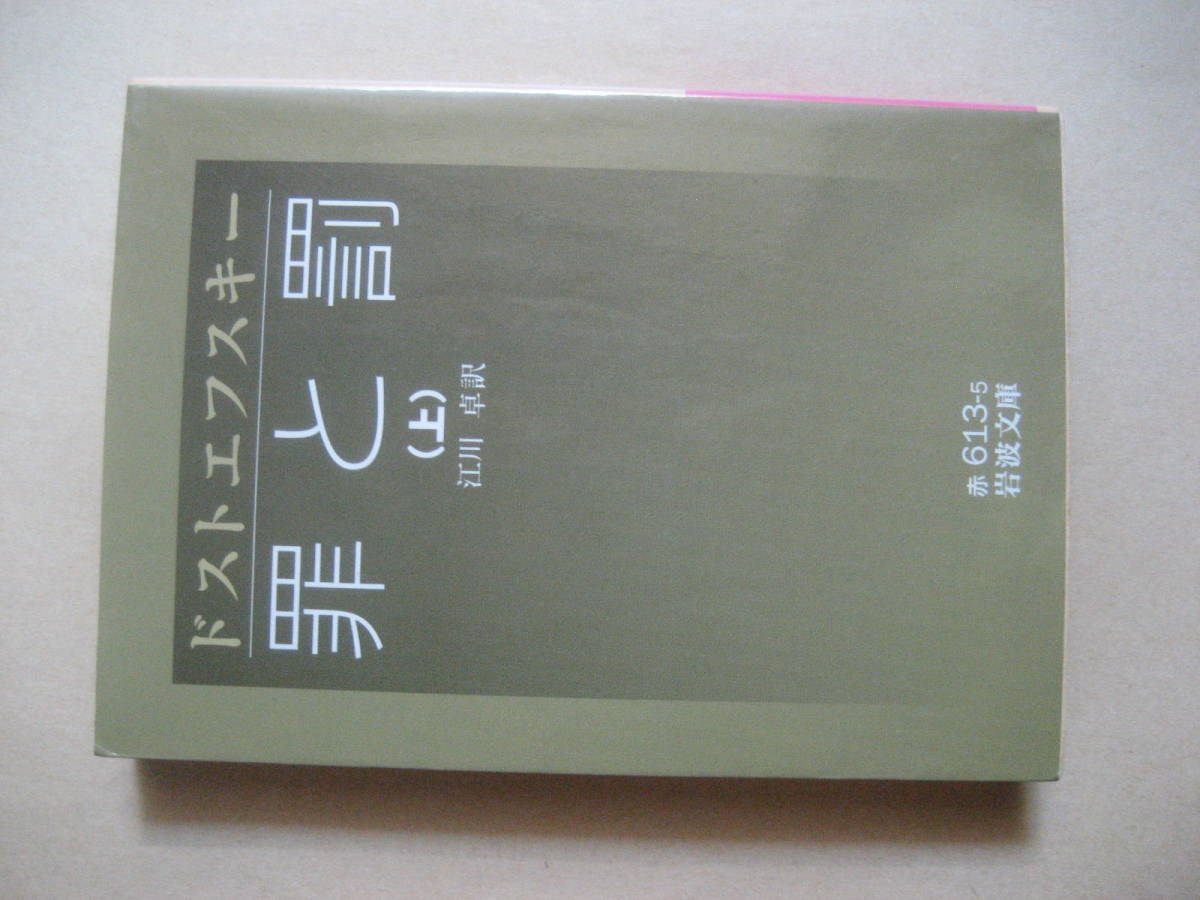 ドストエフスキー
罪と罰
(上)
江川 卓訳
赤 613-5
岩波文庫